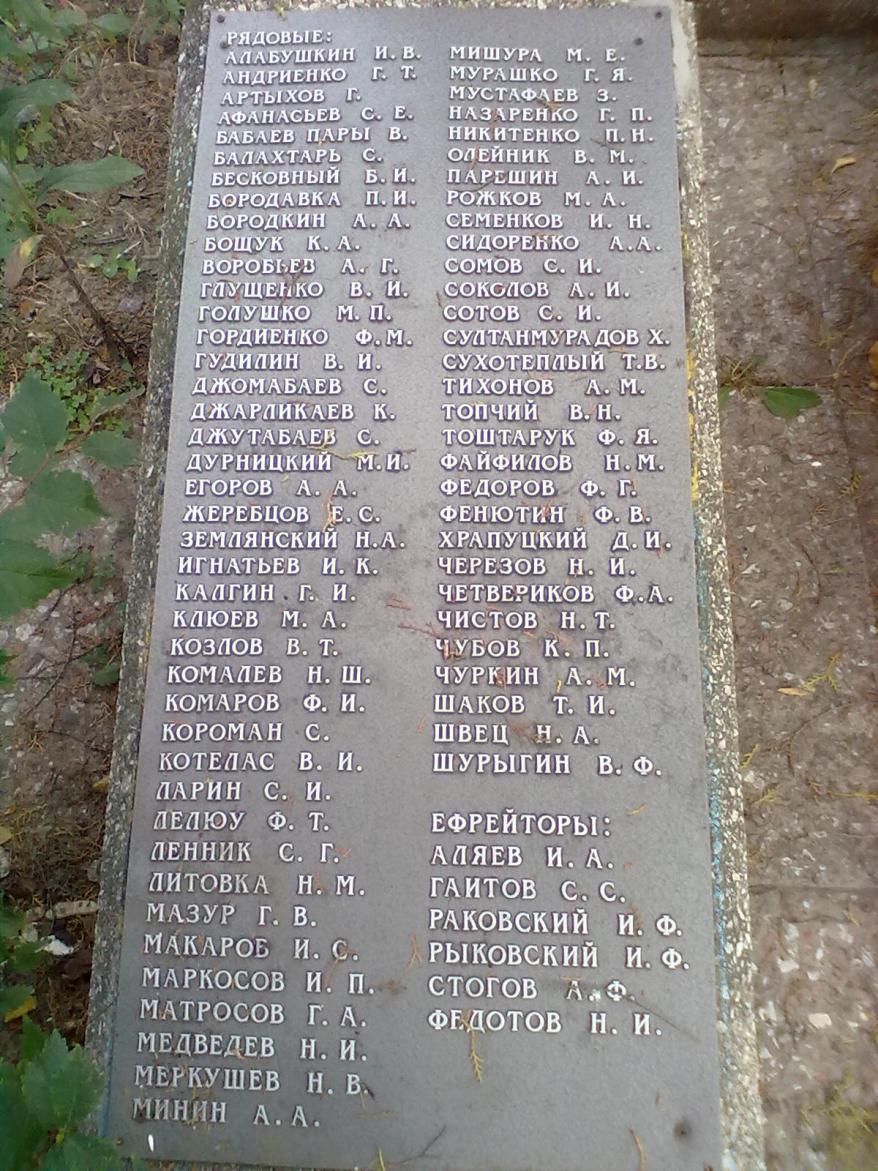 РЯДОВЫЕ:
АЛАБУШКИН И. В.
АНДРИЕНКО Г. Т.
АРТЫХОВ Г.
АФАНАСЬЕВ С. Е.
БАБАЕВ ПАРЫ В.
БАЛАХТАРЬ С.
БЕСКОВНЫЙ Б. И.
БОРОДАВКА П. И.
БОРОДКИН А. А.
БОЩУК К. А.
ВОРОБЬЕВ А. Г.
ГЛУЩЕНКО В. И.
ГОЛУШКО М. П.
ГОРДИЕНКО Ф. М.
ГУДИЛИН В. И.
ДЖОМАБАЕВ С.
ДЖАРЛИКАЕВ К.
ДЖУТАБАЕВ С.
ДУРНИЦКИЙ М. И.
ЕГОРОВ А. А.
ЖЕРЕБЦОВ Е. С.
ЗЕМЛЯНСКИЙ Н. А.
ИГНАТЬЕВ И. К.
КАЛГИН Г. И.
КЛЮЕВ М. А.
КОЗЛОВ В. Т.
КОМАЛЕВ Н. Ш.
КОМАРОВ Ф. И.
КОРОМАН С.
КОТЕЛАС В. И.
ЛАРИН С. И.
ЛЕЛЮУ Ф. Т.
ЛЕННИК С. Г.
ЛИТОВКА Н. М.
МАЗУР Г. В.
МАКАРОВ И. С.
МАРКОСОВ И. П.
МАТРОСОВ Г. А.
МЕДВЕДЕВ Н. И.
МЕРКУШЕВ Н. В.
МИНИН А. А.
МИШУРА М. Е.
МУРАШКО Г. Я.
МУСТАФАЕВ З.
НАЗАРЕНКО Г. П.
НИКИТЕНКО П. Н.
ОЛЕЙНИК В. М.
ПАРЕШИН А. И.
РОЖКОВ М. А.
СЕМЕНКОВ И. Н.
СИДОРЕНКО А. А.
СОМОВ С. И.
СОКОЛОВ А. И.
СОТОВ С. И.
СУЛТАНМУРАДОВ Х.
СУХОТЕПЛЫЙ Т. В.
ТИХОНОВ А. М.
ТОПЧИЙ В. Н.
ТОШТАРУК Ф. Я.
ФАЙФИЛОВ Н. М.
ФЕДОРОВ Ф. Г.
ФЕНЮТИН Ф. В.
ХРАПУЦКИЙ Д. И.
ЧЕРЕЗОВ Н. И.
ЧЕТВЕРИКОВ Ф. А.
ЧИСТОВ Н. Т.
ЧУБОВ К. П.
ЧУРКИН А. М.
ШАКОВ Т. И.
ШВЕЦ Н. А.
ШУРЫГИН В. Ф.
ЕФРЕЙТОРЫ:
АЛЯЕВ И. А.
ГАИТОВ С. С.
РАКОВСКИЙ И. Ф.
РЫКОВСКИЙ И. Ф.
СТОГОВ А. Ф.
ФЕДОТОВ Н. И.